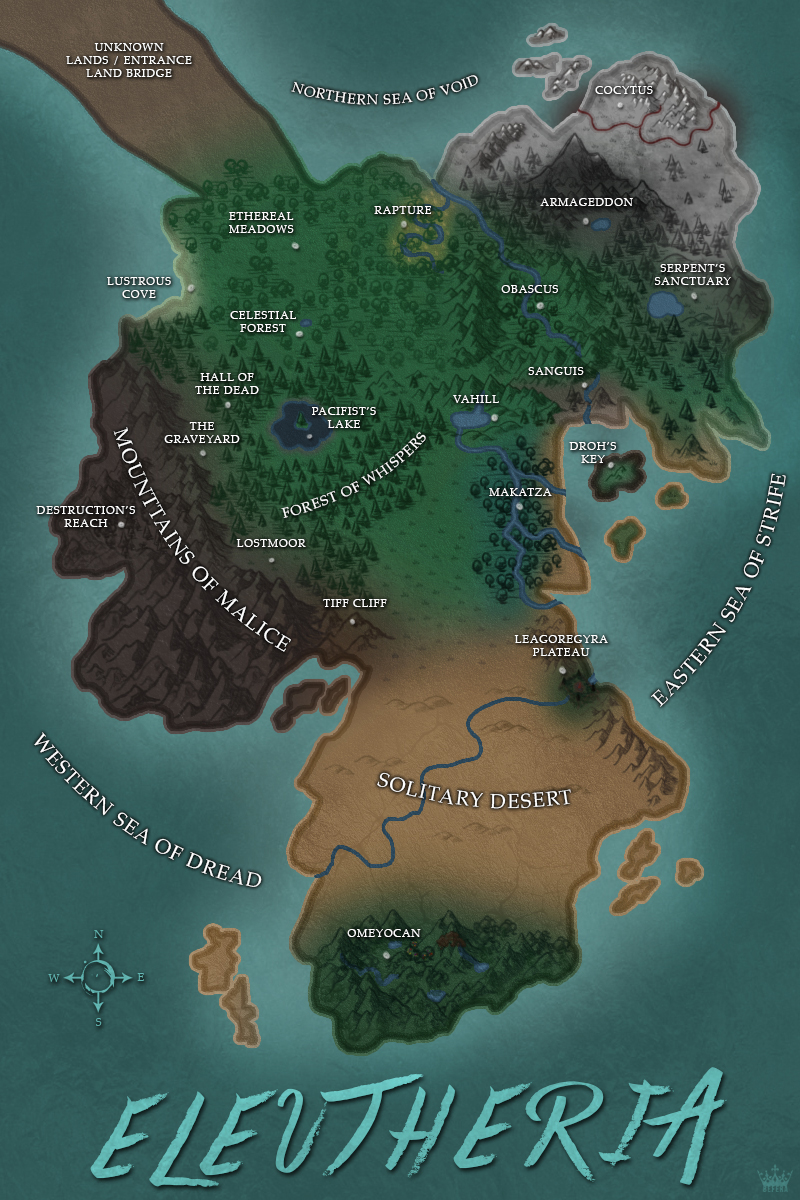 UNKNOWN
LANDS / ENTRANCE
LAND BRIDGE
NORTHERN SEA OF VOID
COCYTUS
ARMAGEDDON
RAPTURE
ETHEREAL
MEADOWS
SERPENT'S
SANCTUARY
LUSTROUS
COVE
OBASCUS
CELESTIAL
FOREST
SANGUIS
HALL OF
THE DEAD
VAHILL
PACIFIST'S
LAKE
THE
GRAVEYARD
DROH'S
KEY
FOREST OF WHISPERS
MOUNTTAINS OF MALICE
MAKATZA
DESTRUCTION'S
REACH
LOSTMOOR
EASTERN SEA OF STRIFE
TIFF CLIFF
LEAGOREGYRA
PLATEAU
SOLITARY DESERT
WESTERN SEA OF DREAD
OMEYOCAN
N
W E
S
ELEUTHERIA